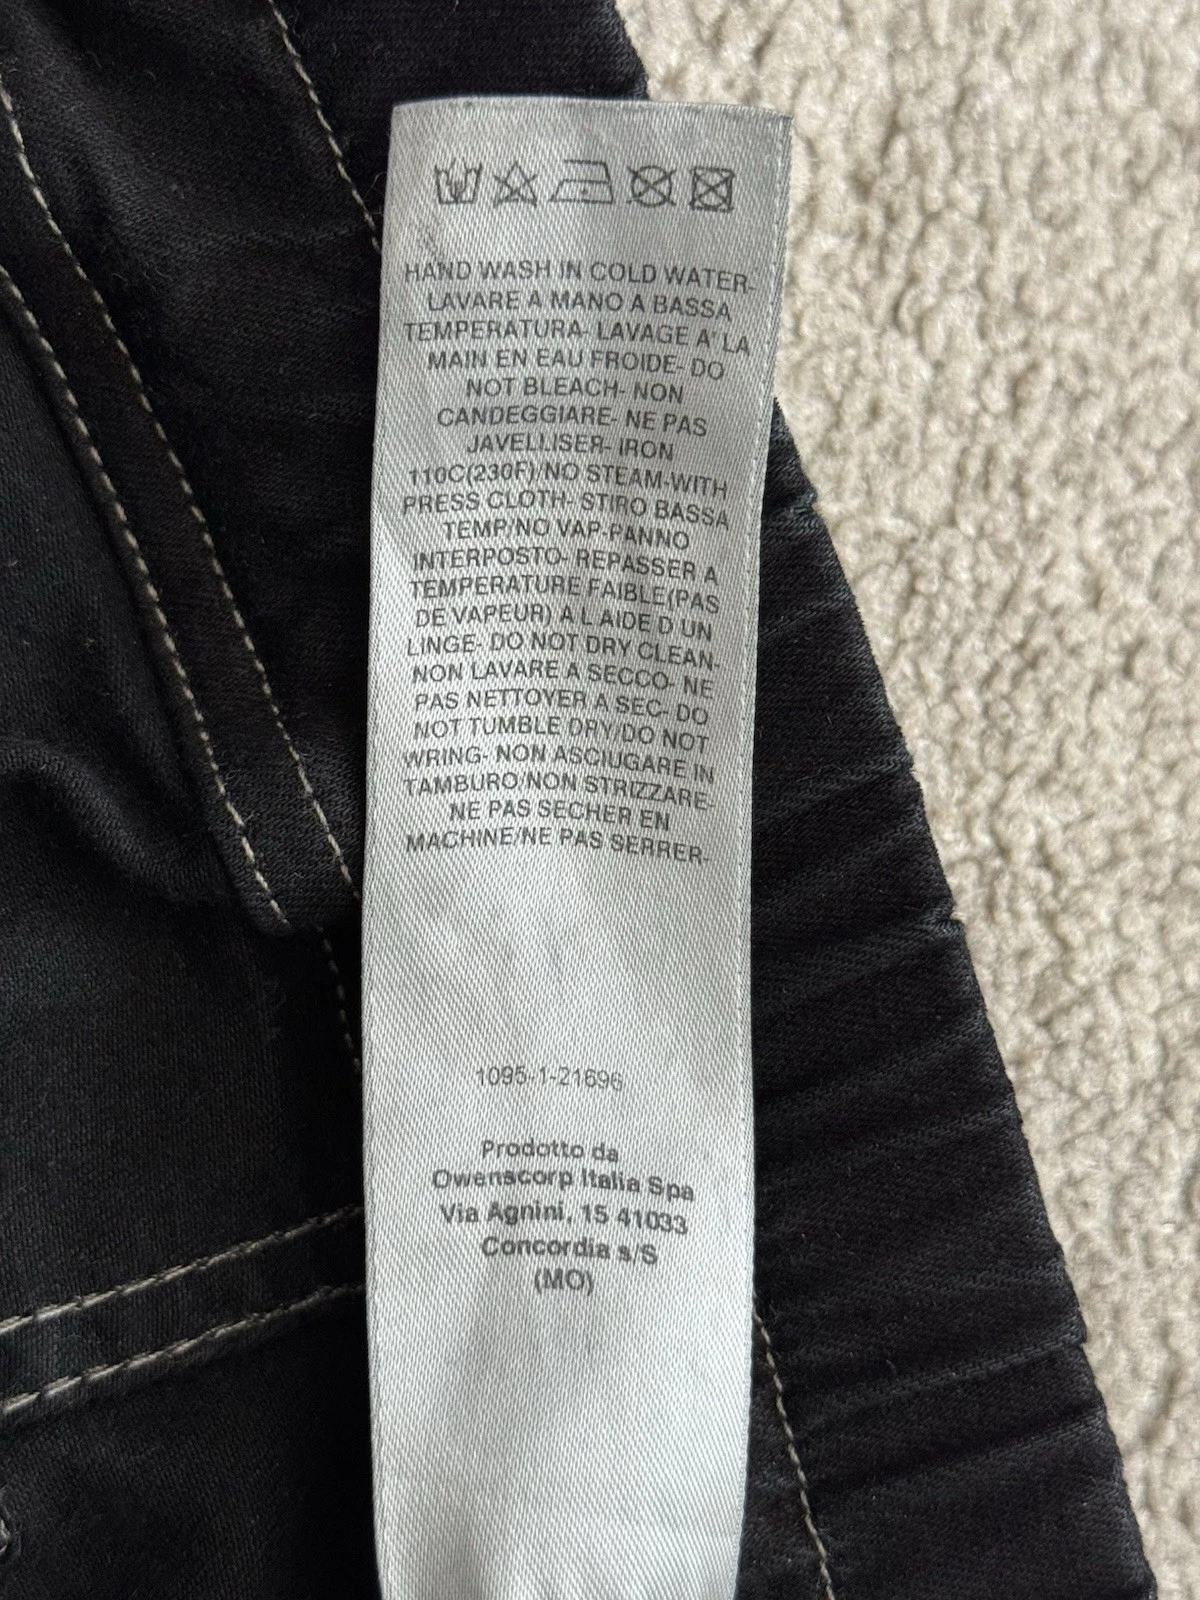 HAND WASH IN COLD WATER-
LAVARE A MANO A BASSA
TEMPERATURA- LAVAGE A' LA
MAIN EN EAU FROIDE- DO
NOT BLEACH- NON
CANDEGGIARE- NE PAS
JAVELLISER- IRON
110C(230F)/NO STEAM-WITH
PRESS CLOTH- STIRO BASSA
TEMP/NO VAP-PANNO
INTERPOSTO- REPASSER A
TEMPERATURE FAIBLE(PAS
DE VAPEUR) A L AIDE D UN
LINGE- DO NOT DRY CLEAN-
NON LAVARE A SECCO- NE
PAS NETTOYER A SEC- DO
NOT TUMBLE DRY/DO NOT
WRING- NON ASCIUGARE IN
TAMBURO/NON STRIZZARE-
NE PAS SECHER EN
MACHINE/NE PAS SERRER-
1095-1-21696
Prodotto da
Owenscorp Italia Spa
Via Agnini, 15 41033
Concordia s/S
(MO)